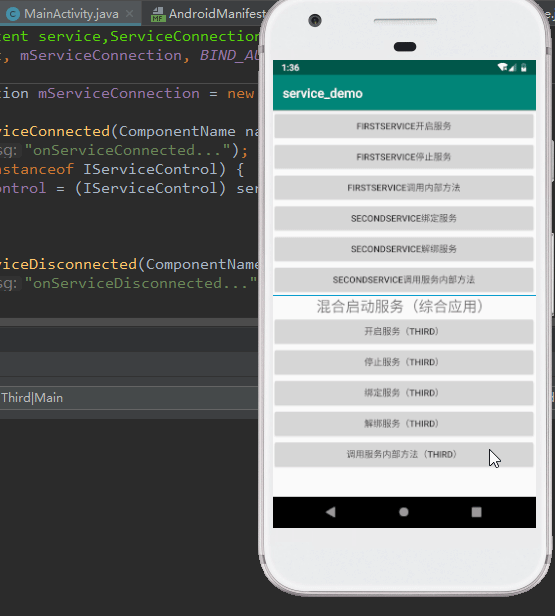 MainActivity.java
AndroidManifest
tent service,ServiceConnection
, mServiceConnection, BIND_AU
tion mServiceConnection = new
viceConnected(ComponentName na
sg: "onServiceConnected...");
nstanceof IServiceControl) {
ontrol = (IServiceControl) ser
viceDisconnected(ComponentName
sg: "onServiceDisconnected..."
Third|Main
1:36
service_demo
FIRSTSERVICE开启服务
FIRSTSERVICE停止服务
FIRSTSERVICE调用内部方法
SECONDSERVICE绑定服务
SECONDSERVICE解绑服务
SECONDSERVICE调用服务内部方法
混合启动服务（综合应用）
开启服务（THIRD）
停止服务（THIRD）
绑定服务（THIRD）
解绑服务（THIRD）
调用服务内部方法（THIRD）